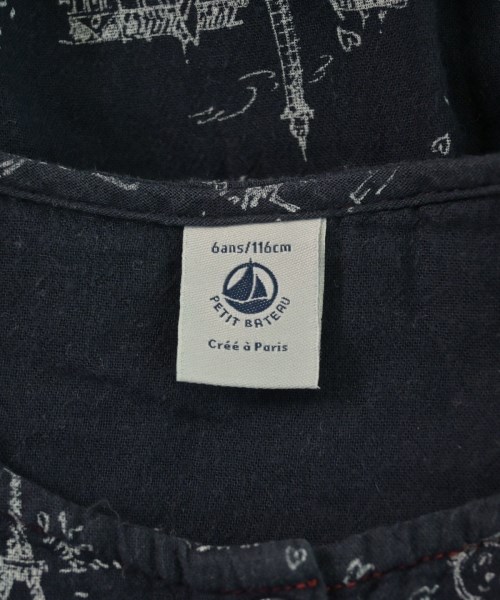 6ans/116cm
PETIT BATEAU
Créé à Paris